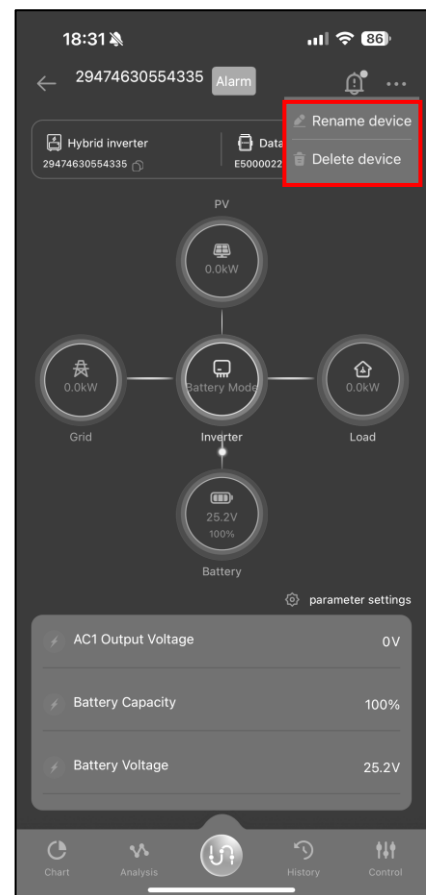 18:31 86
29474630554335 Alarm
Rename device
Delete device
Hybrid inverter
29474630554335
Data
E5000022
PV
0.0kW
0.0kW
Battery Mode
0.0kW
Grid
Inverter
Load
25.2V
100%
Battery
parameter settings
AC1 Output Voltage 0V
Battery Capacity 100%
Battery Voltage 25.2V
Chart
Analysis
History
Control